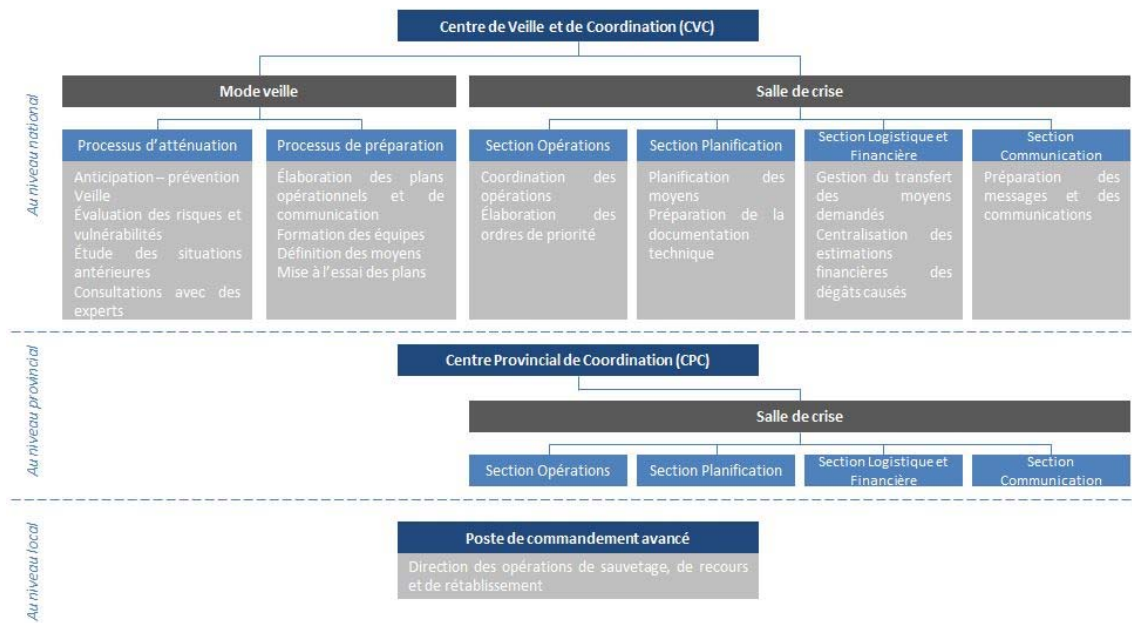 Centre de Veille et de Coordination (CVC)
Au niveau national
Mode veille
Salle de crise
Processus d'atténuation
Anticipation – prévention
Veille
Évaluation des risques et
vulnérabilités
Étude des situations
antérieures
Consultations avec des
experts
Processus de préparation
Élaboration des plans
opérationnels et de
communication
Formation des équipes
Définition des moyens
Mise à l'essai des plans
Section Opérations
Coordination des
opérations
Élaboration des
ordres de priorité
Section Planification
Planification des
moyens
Préparation de la
documentation
technique
Section Logistique et
Financière
Gestion du transfert
des moyens
demandés
Centralisation des
estimations
financières des
dégâts causés
Section
Communication
Préparation des
messages et des
communications
Au niveau provincial
Centre Provincial de Coordination (CPC)
Salle de crise
Section Opérations
Section Planification
Section Logistique et
Financière
Section
Communication
Au niveau local
Poste de commandement avancé
Direction des opérations de sauvetage, de recours
et de rétablissement